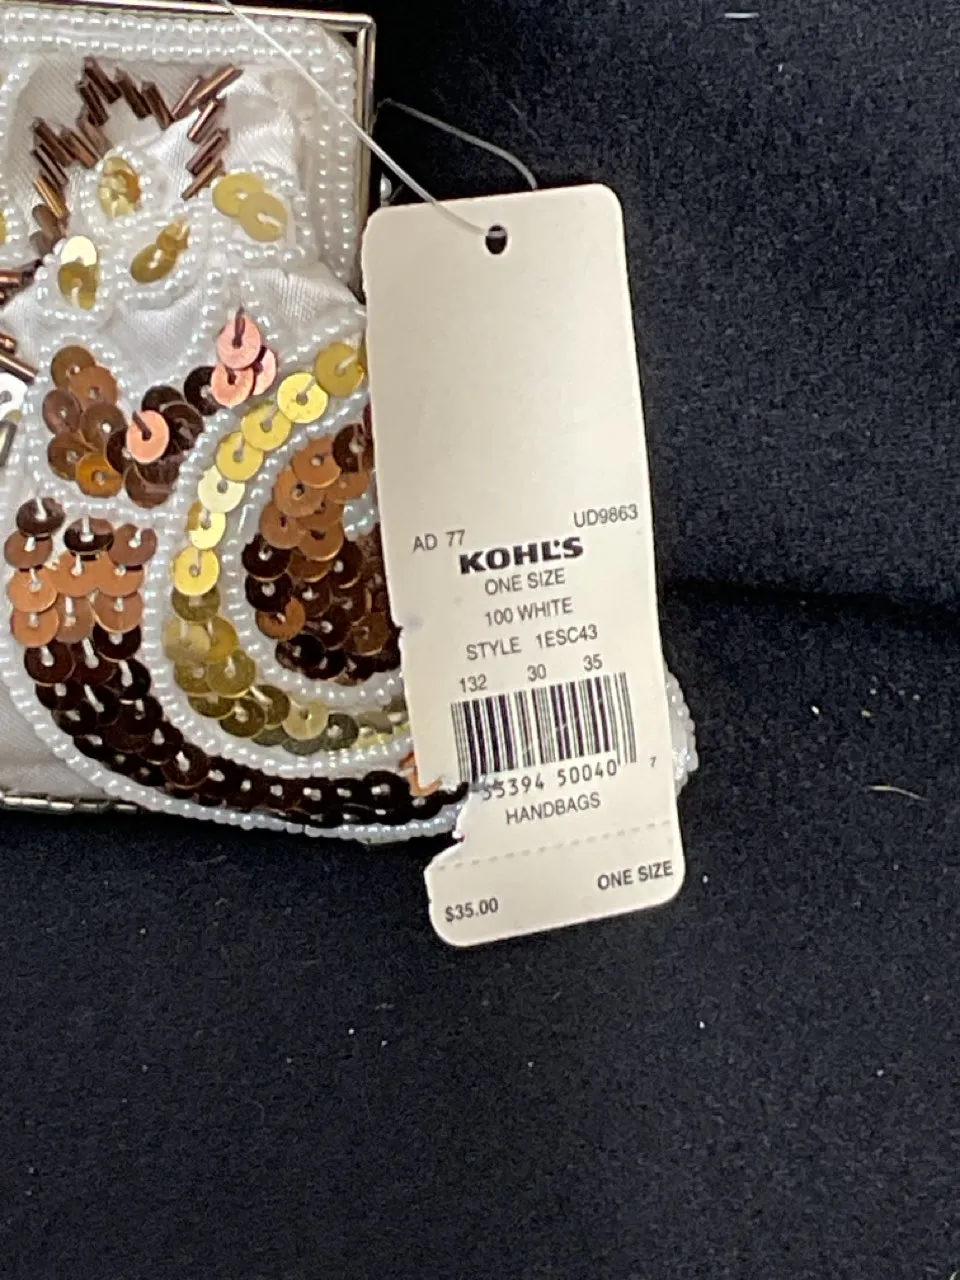 AD 77 UD9863
KOHL'S
ONE SIZE
100 WHITE
STYLE 1ESC43
132 30 35
55394 50040 7
HANDBAGS
$35.00 ONE SIZE